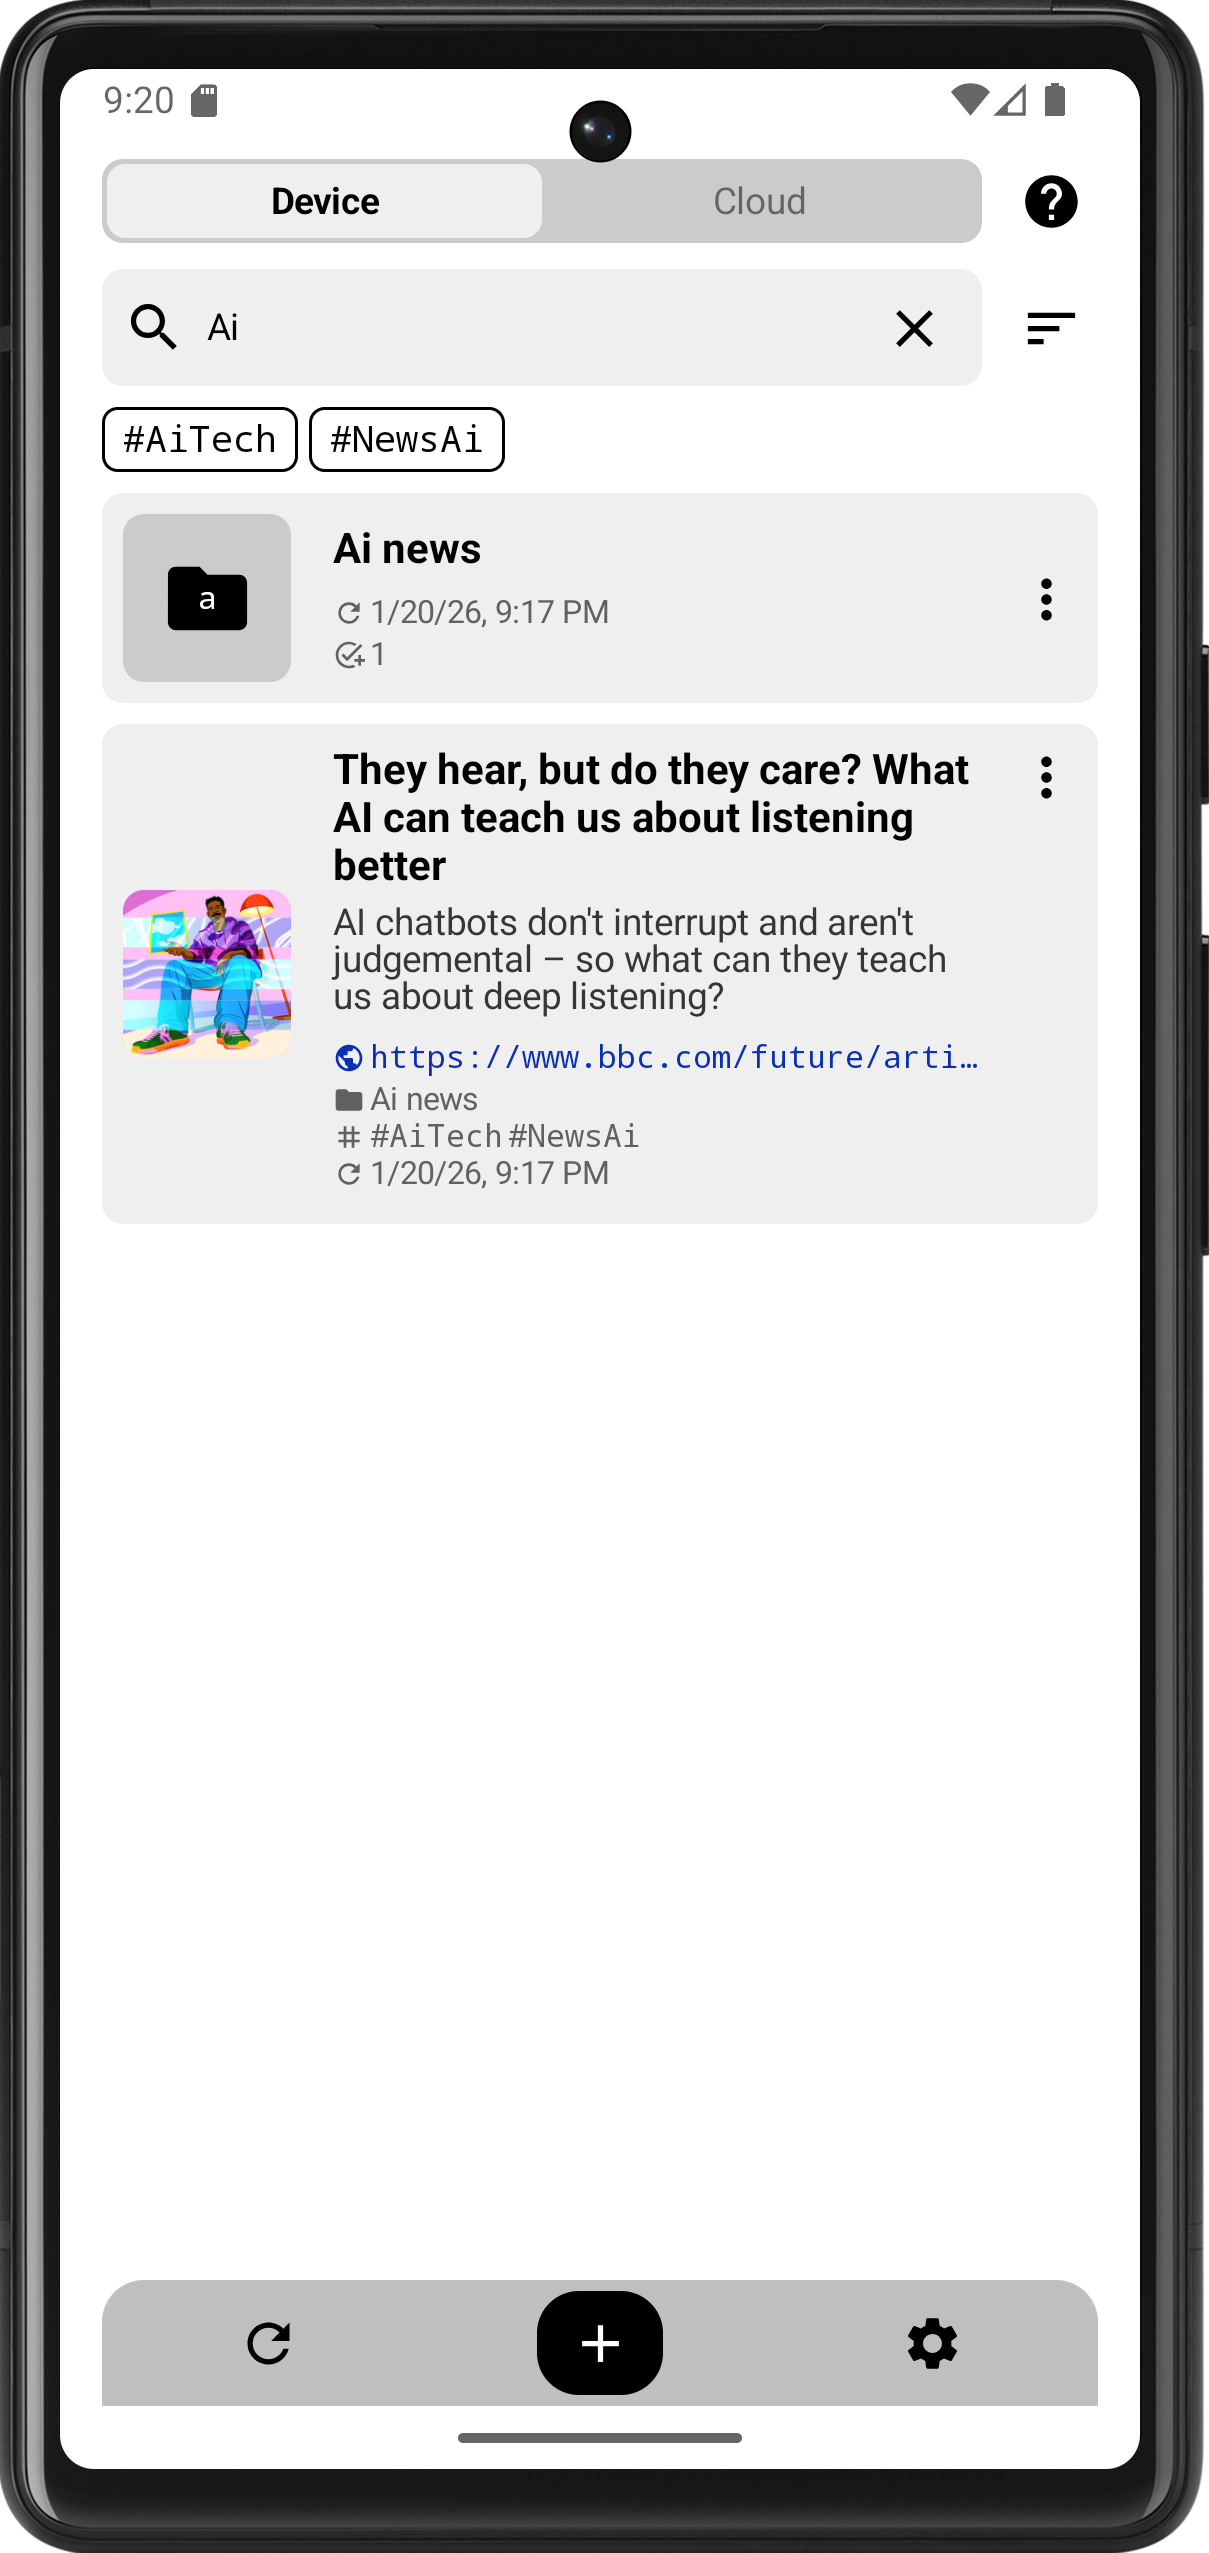 9:20
Device Cloud
Ai
#AiTech #NewsAi
a
Ai news
1/20/26, 9:17 PM
1
They hear, but do they care? What
AI can teach us about listening
better
AI chatbots don't interrupt and aren't
judgemental – so what can they teach
us about deep listening?
https://www.bbc.com/future/arti…
Ai news
#AiTech #NewsAi
1/20/26, 9:17 PM